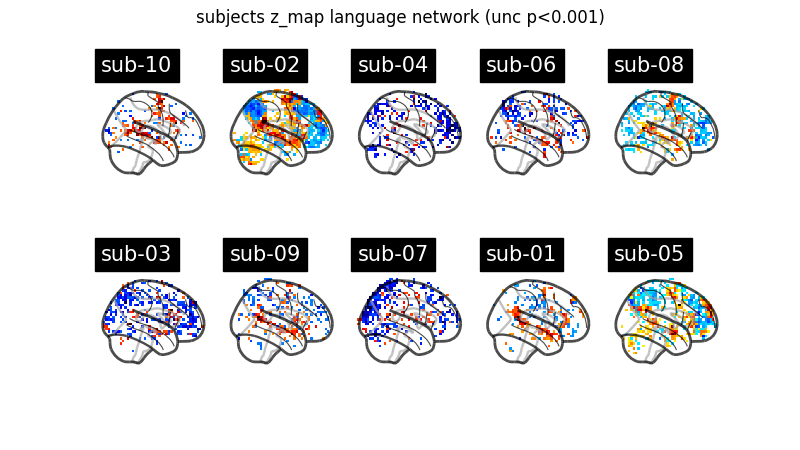 subjects z_map language network (unc p<0.001)
sub-10
sub-02
sub-04
sub-06
sub-08
sub-03
sub-09
sub-07
sub-01
sub-05